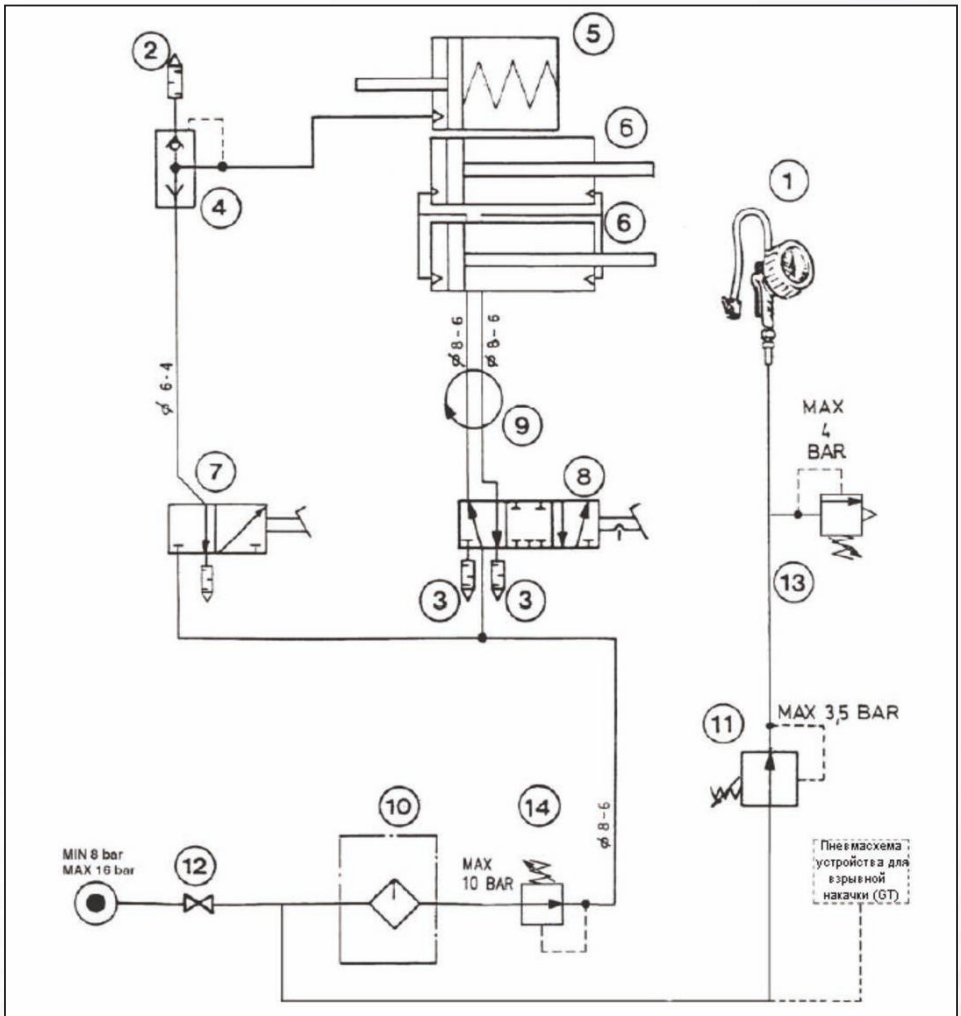 2
5
6
1
4
6
ø 8-6
ø 8-6
ø 6-4
9
MAX
4
BAR
7
8
13
3
3
11
MAX 3,5 BAR
10
14
ø8-6
MIN 8 bar
MAX 16 bar
12
MAX
10 BAR
Пневмасхема
устройства для
взрывной
накачки (GT)